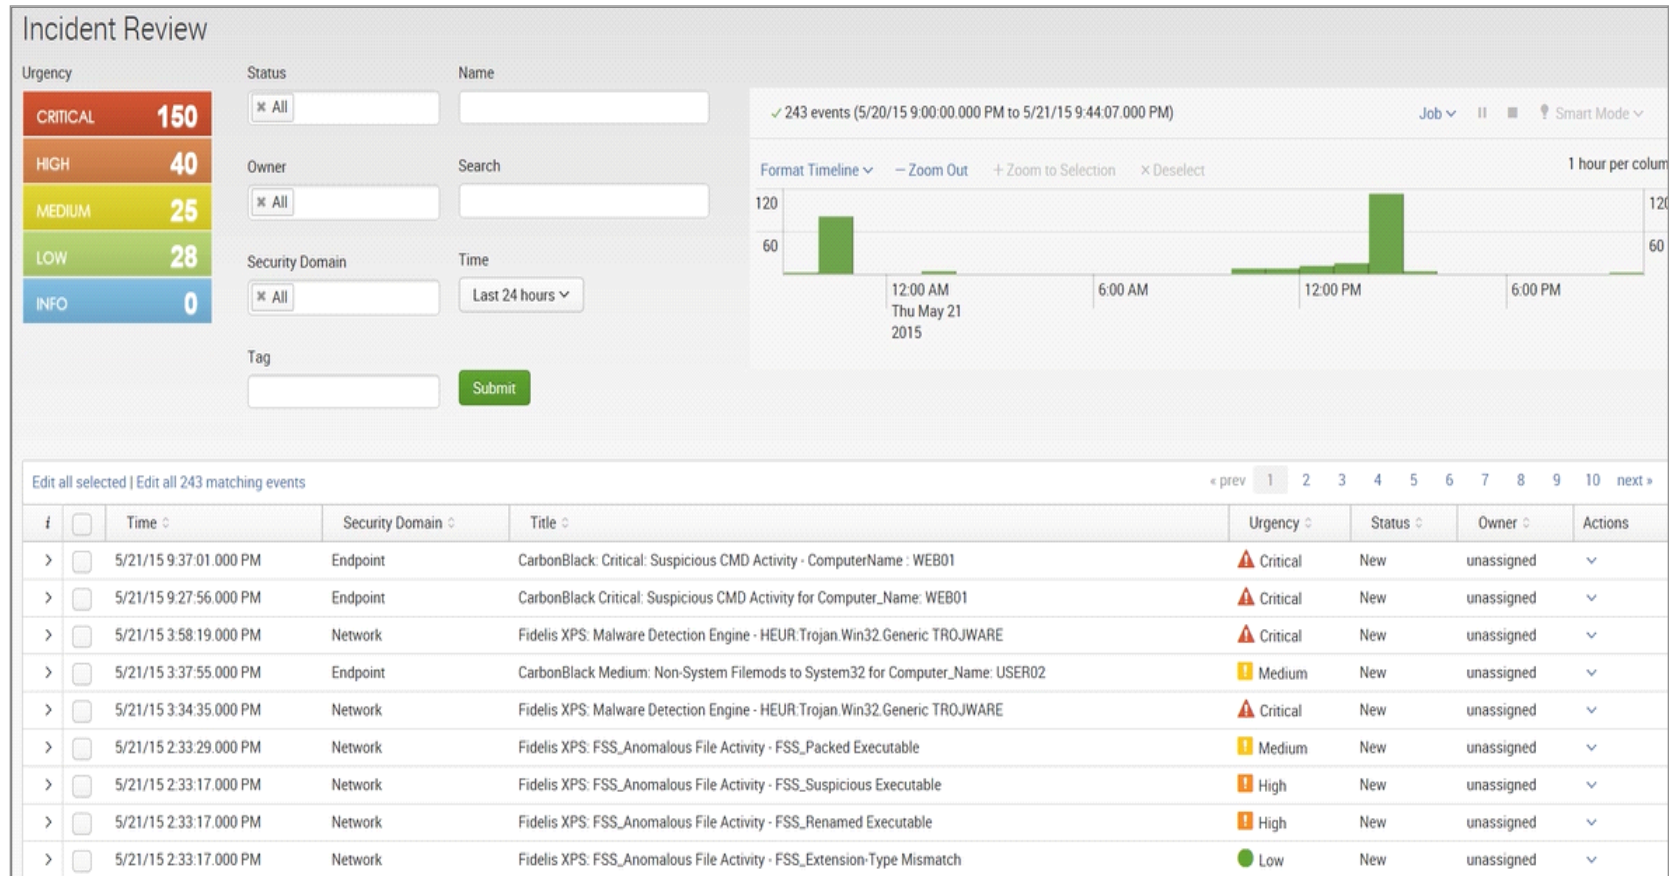 Incident Review
Urgency
CRITICAL 150
HIGH 40
MEDIUM 25
LOW 28
INFO 0
Status
All
Name
Owner
All
Search
Security Domain
All
Time
Last 24 hours
Tag
Submit
243 events (5/20/15 9:00:00.000 PM to 5/21/15 9:44:07.000 PM)
Job
Smart Mode
Format Timeline
— Zoom Out
+ Zoom to Selection
× Deselect
1 hour per colum
120
60
120
60
12:00 AM
Thu May 21
2015
6:00 AM
12:00 PM
6:00 PM
Edit all selected | Edit all 243 matching events
« prev 1 2 3 4 5 6 7 8 9 10 next »
i Time Security Domain Title Urgency Status Owner Actions
5/21/15 9:37:01.000 PM Endpoint CarbonBlack: Critical: Suspicious CMD Activity - ComputerName : WEB01 Critical New unassigned
5/21/15 9:27:56.000 PM Endpoint CarbonBlack Critical: Suspicious CMD Activity for Computer_Name: WEB01 Critical New unassigned
5/21/15 3:58:19.000 PM Network Fidelis XPS: Malware Detection Engine - HEUR:Trojan.Win32.Generic TROJWARE Critical New unassigned
5/21/15 3:37:55.000 PM Endpoint CarbonBlack Medium: Non-System Filemods to System32 for Computer_Name: USER02 Medium New unassigned
5/21/15 3:34:35.000 PM Network Fidelis XPS: Malware Detection Engine - HEUR:Trojan.Win32.Generic TROJWARE Critical New unassigned
5/21/15 2:33:29.000 PM Network Fidelis XPS: FSS_Anomalous File Activity - FSS_Packed Executable Medium New unassigned
5/21/15 2:33:17.000 PM Network Fidelis XPS: FSS_Anomalous File Activity - FSS_Suspicious Executable High New unassigned
5/21/15 2:33:17.000 PM Network Fidelis XPS: FSS_Anomalous File Activity - FSS_Renamed Executable High New unassigned
5/21/15 2:33:17.000 PM Network Fidelis XPS: FSS_Anomalous File Activity - FSS_Extension-Type Mismatch Low New unassigned